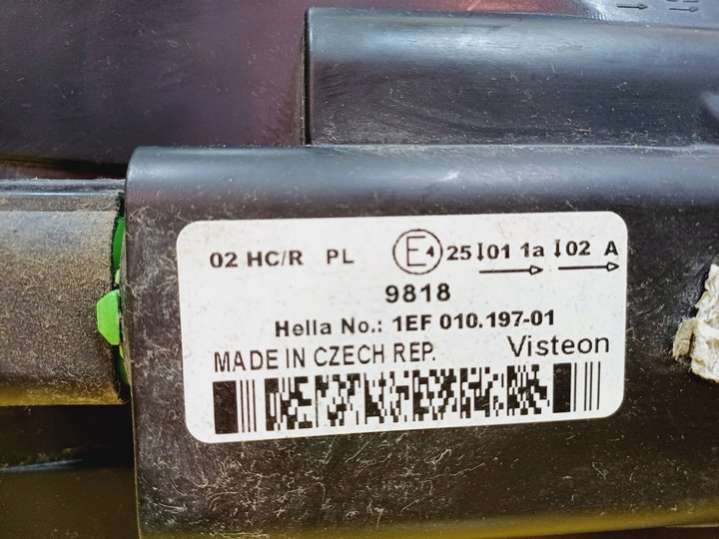 02 HC/R PL E4 25 01 1a 02 A
9818
Hella No.: 1EF 010.197-01
MADE IN CZECH REP. Visteon